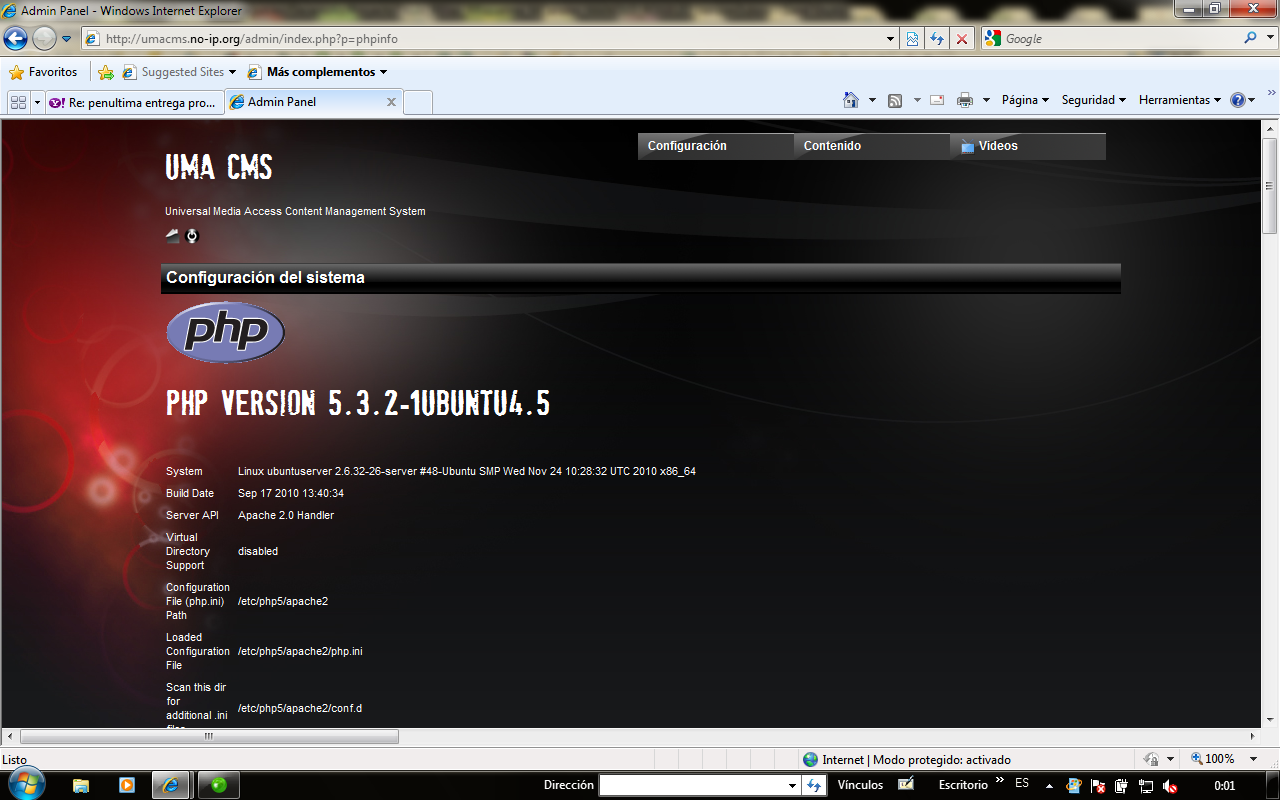 Admin Panel - Windows Internet Explorer
http://umacms.no-ip.org/admin/index.php?p=phpinfo
Google
Favoritos
Suggested Sites
Más complementos
Re: penultima entrega pro...
Admin Panel
Página
Seguridad
Herramientas
»
Configuración
Contenido
Videos
UMA CMS
Universal Media Access Content Management System
Configuración del sistema
php
PHP VERSION 5.3.2-1UBUNTU4.5
System
Linux ubuntuserver 2.6.32-26-server #48-Ubuntu SMP Wed Nov 24 10:28:32 UTC 2010 x86_64
Build Date
Sep 17 2010 13:40:34
Server API
Apache 2.0 Handler
Virtual
Directory
Support
disabled
Configuration
File (php.ini)
Path
/etc/php5/apache2
Loaded
Configuration
File
/etc/php5/apache2/php.ini
Scan this dir
for
additional .ini
files
/etc/php5/apache2/conf.d
Listo
Internet | Modo protegido: activado
100%
Dirección
Vínculos
Escritorio
»
ES
0:01